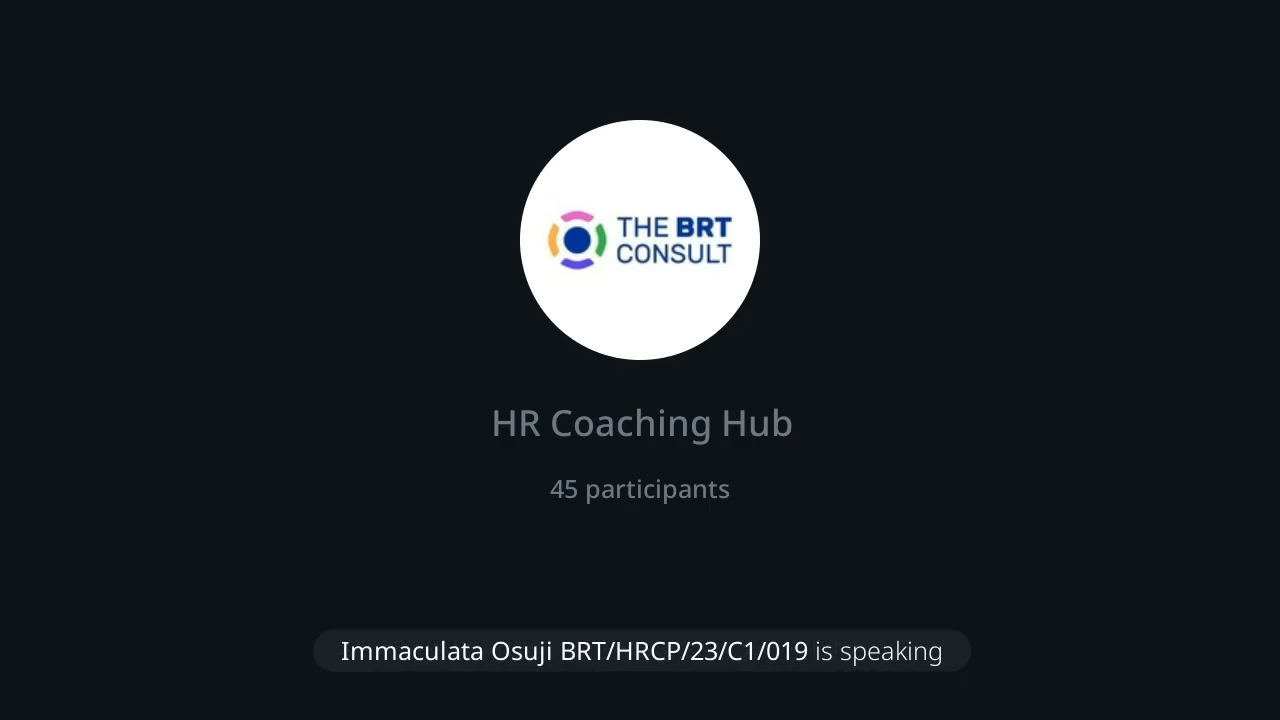 THE BRT
CONSULT
HR Coaching Hub
45 participants
Immaculata Osuji BRT/HRCP/23/C1/019 is speaking